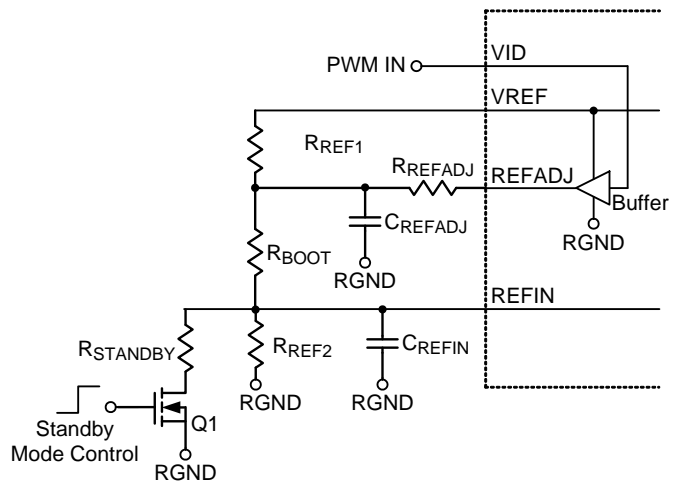 PWM IN
VID
VREF
RREF1
RREFADJ
REFADJ
Buffer
CREFADJ
RGND
RBOOT
RGND
REFIN
RSTANDBY
RREF2
CREFIN
RGND
RGND
Q1
Standby
Mode Control
RGND